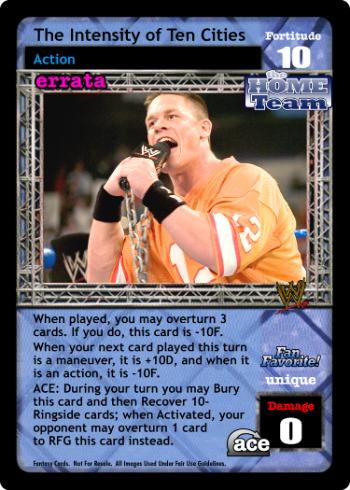 The Intensity of Ten Cities
Fortitude
10
Action
errata
The
HOME
Team
When played, you may overturn 3
cards. If you do, this card is -10F.
When your next card played this turn
is a maneuver, it is +10D, and when it
is an action, it is -10F.
ACE: During your turn you may Bury
this card and then Recover 10-
Ringside cards; when Activated, your
opponent may overturn 1 card
to RFG this card instead.
Fan
Favorite!
unique
Damage
0
ace
Fantasy Cards. Not For Resale. All Images Used Under Fair Use Guidelines.